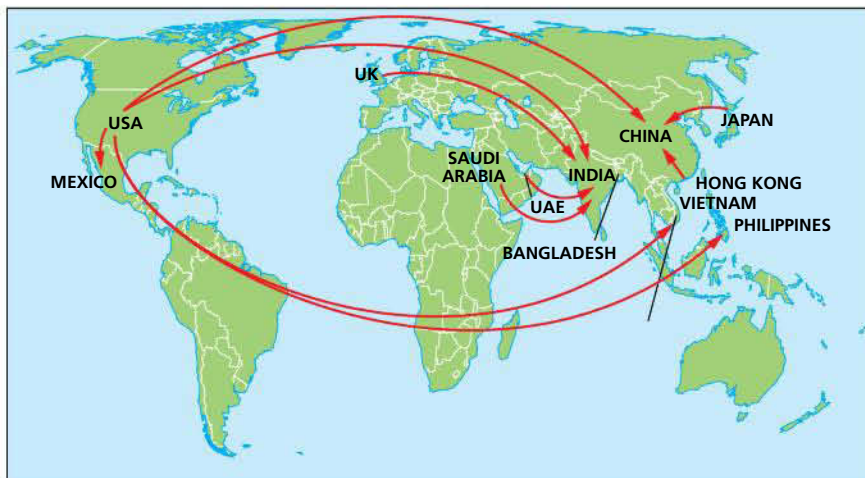 UK
USA
JAPAN
CHINA
SAUDI
ARABIA
INDIA
MEXICO
HONG KONG
UAE
VIETNAM
PHILIPPINES
BANGLADESH